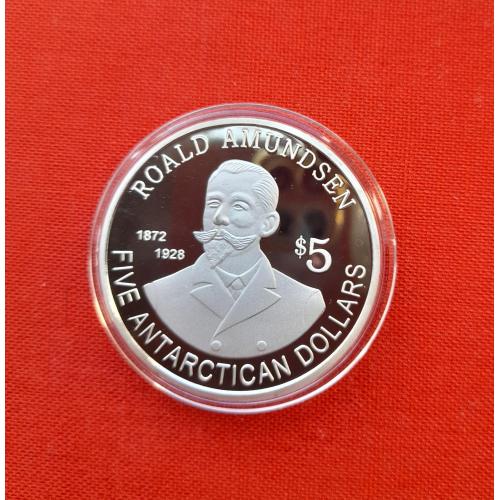 ROALD AMUNDSEN
1872
1928
$5
FIVE ANTARCTICAN DOLLARS